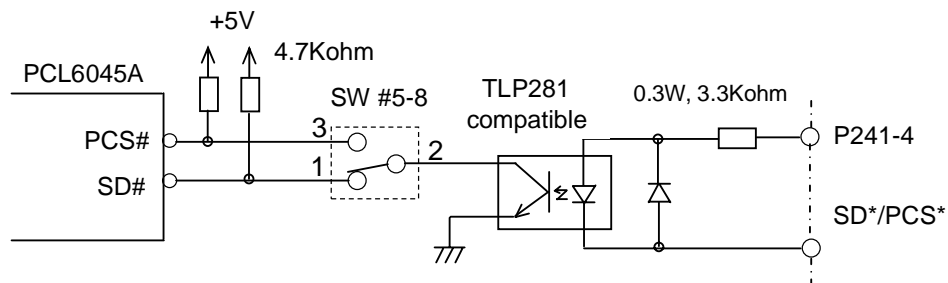 +5V
4.7Kohm
PCL6045A
SW #5-8
TLP281
compatible
0.3W, 3.3Kohm
PCS#
3
P241-4
1
2
SD#
SD*/PCS*